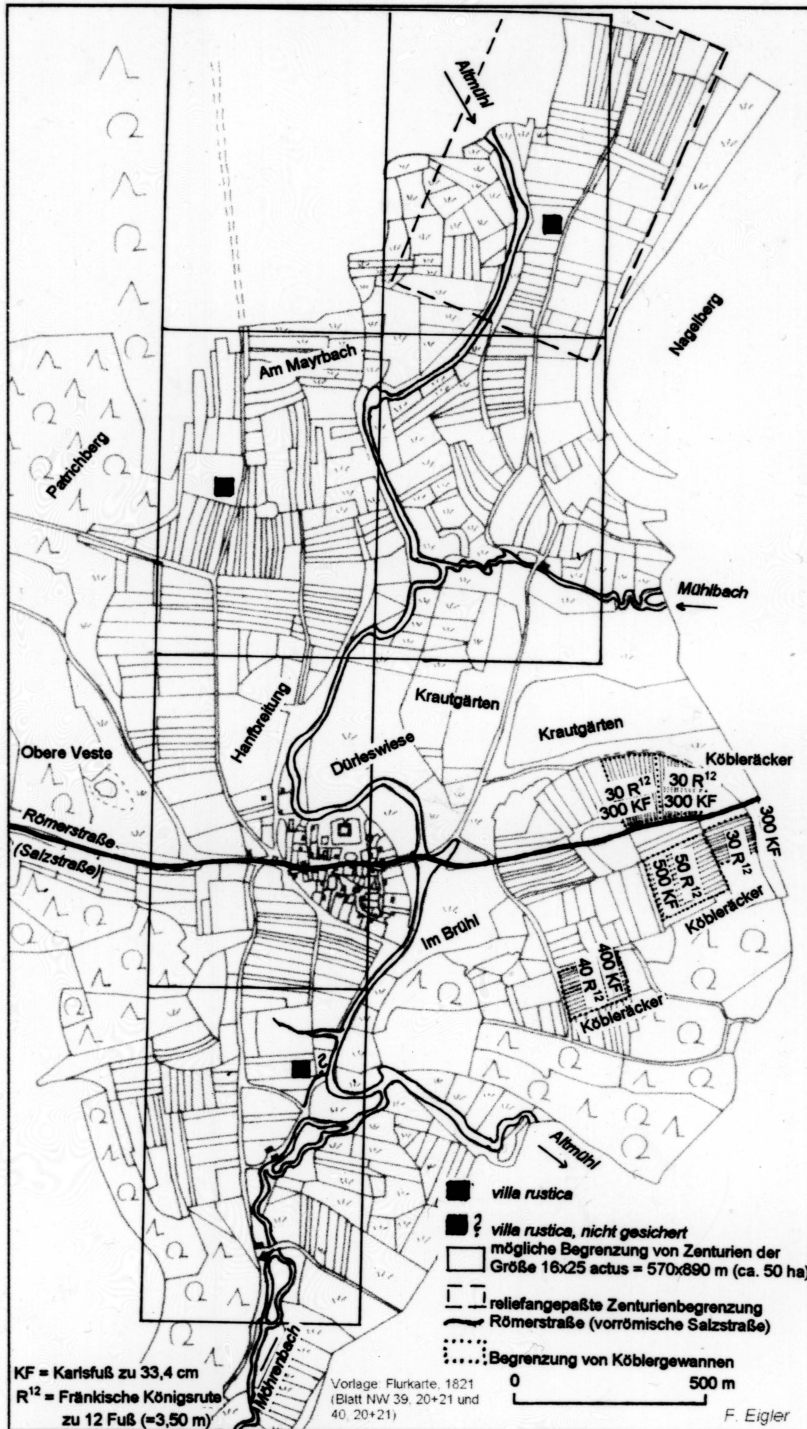 Altmühl
Nagelberg
Am Mayrbach
Patrichberg
Mühlbach
Krautgärten
Hanfbreitung
Krautgärten
Dürleswiese
Obere Veste
Köbleräcker
30 R¹²
30 R¹²
300 KF
300 KF
Römerstraße
(Salzstraße)
300 KF
30 R¹²
50 R¹²
500 KF
Köbleräcker
Im Brühl
400 KF
40 R¹²
Köbleräcker
?
Altmühl
villa rustica
? villa rustica, nicht gesichert
mögliche Begrenzung von Zenturien der
Größe 16x25 actus = 570x890 m (ca. 50 ha)
reliefangepaßte Zenturienbegrenzung
Römerstraße (vorrömische Salzstraße)
Begrenzung von Köblergewannen
Möhrenbach
KF = Karlsfuß zu 33,4 cm
R¹² = Fränkische Königsrute
zu 12 Fuß (=3,50 m)
Vorlage: Flurkarte, 1821
(Blatt NW 39, 20+21 und
40, 20+21)
0 500 m
F. Eigler